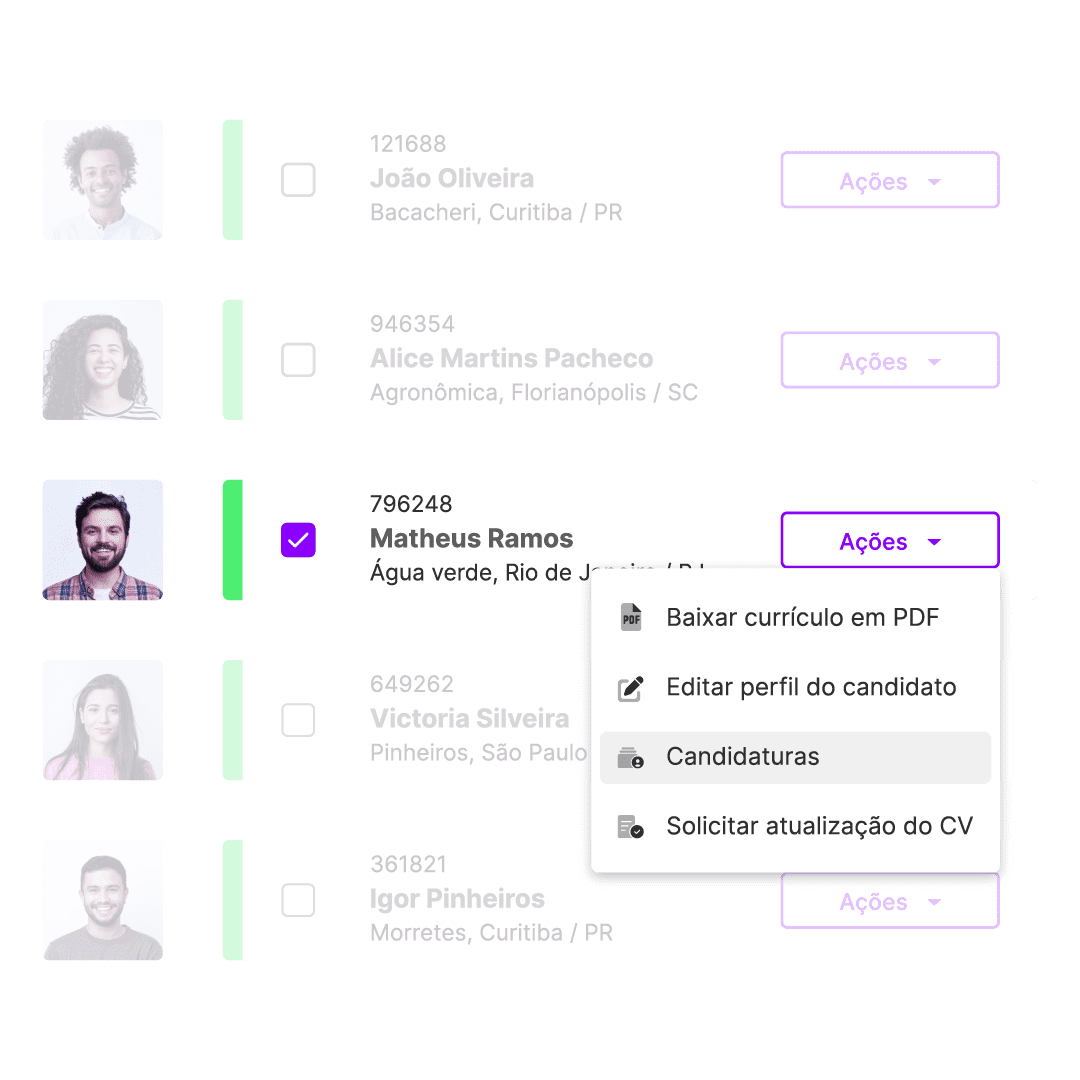 121688
João Oliveira
Bacacheri, Curitiba / PR
Ações
946354
Alice Martins Pacheco
Agronômica, Florianópolis / SC
Ações
796248
Matheus Ramos
Água verde, Rio de Janeiro / RJ
Ações
PDF
Baixar currículo em PDF
Editar perfil do candidato
Candidaturas
Solicitar atualização do CV
649262
Victoria Silveira
Pinheiros, São Paulo
361821
Igor Pinheiros
Morretes, Curitiba / PR
Ações